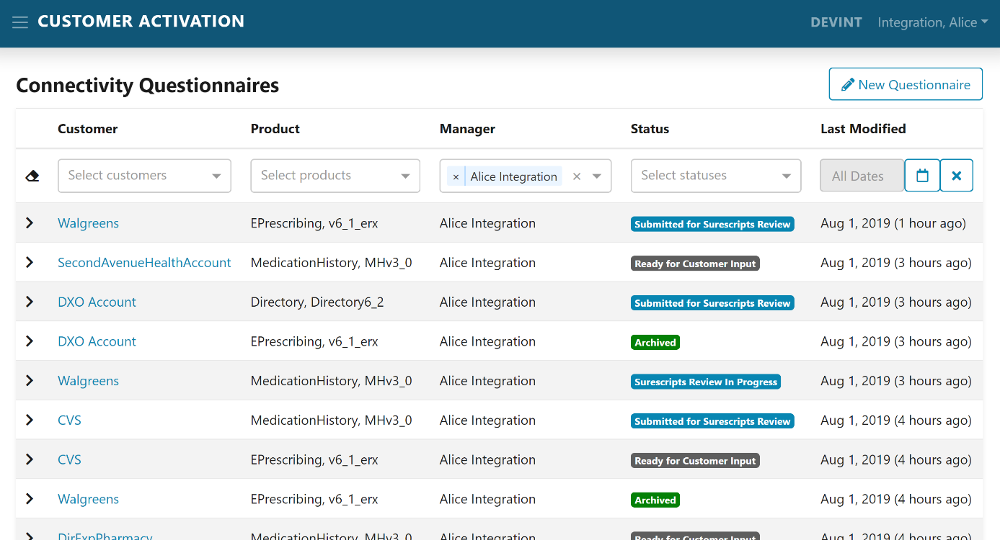 CUSTOMER ACTIVATION DEVINT Integration, Alice
Connectivity Questionnaires New Questionnaire
Customer Product Manager Status Last Modified
Select customers Select products × Alice Integration × Select statuses All Dates
Walgreens EPrescribing, v6_1_erx Alice Integration Submitted for Surescripts Review Aug 1, 2019 (1 hour ago)
SecondAvenueHealthAccount MedicationHistory, MHv3_0 Alice Integration Ready for Customer Input Aug 1, 2019 (3 hours ago)
DXO Account Directory, Directory6_2 Alice Integration Submitted for Surescripts Review Aug 1, 2019 (3 hours ago)
DXO Account EPrescribing, v6_1_erx Alice Integration Archived Aug 1, 2019 (3 hours ago)
Walgreens MedicationHistory, MHv3_0 Alice Integration Surescripts Review In Progress Aug 1, 2019 (3 hours ago)
CVS MedicationHistory, MHv3_0 Alice Integration Submitted for Surescripts Review Aug 1, 2019 (4 hours ago)
CVS EPrescribing, v6_1_erx Alice Integration Ready for Customer Input Aug 1, 2019 (4 hours ago)
Walgreens EPrescribing, v6_1_erx Alice Integration Archived Aug 1, 2019 (4 hours ago)
DirExpPharmacy MedicationHistory, MHv3_0 Alice Integration Ready for Customer Input Aug 1, 2019 (4 hours ago)